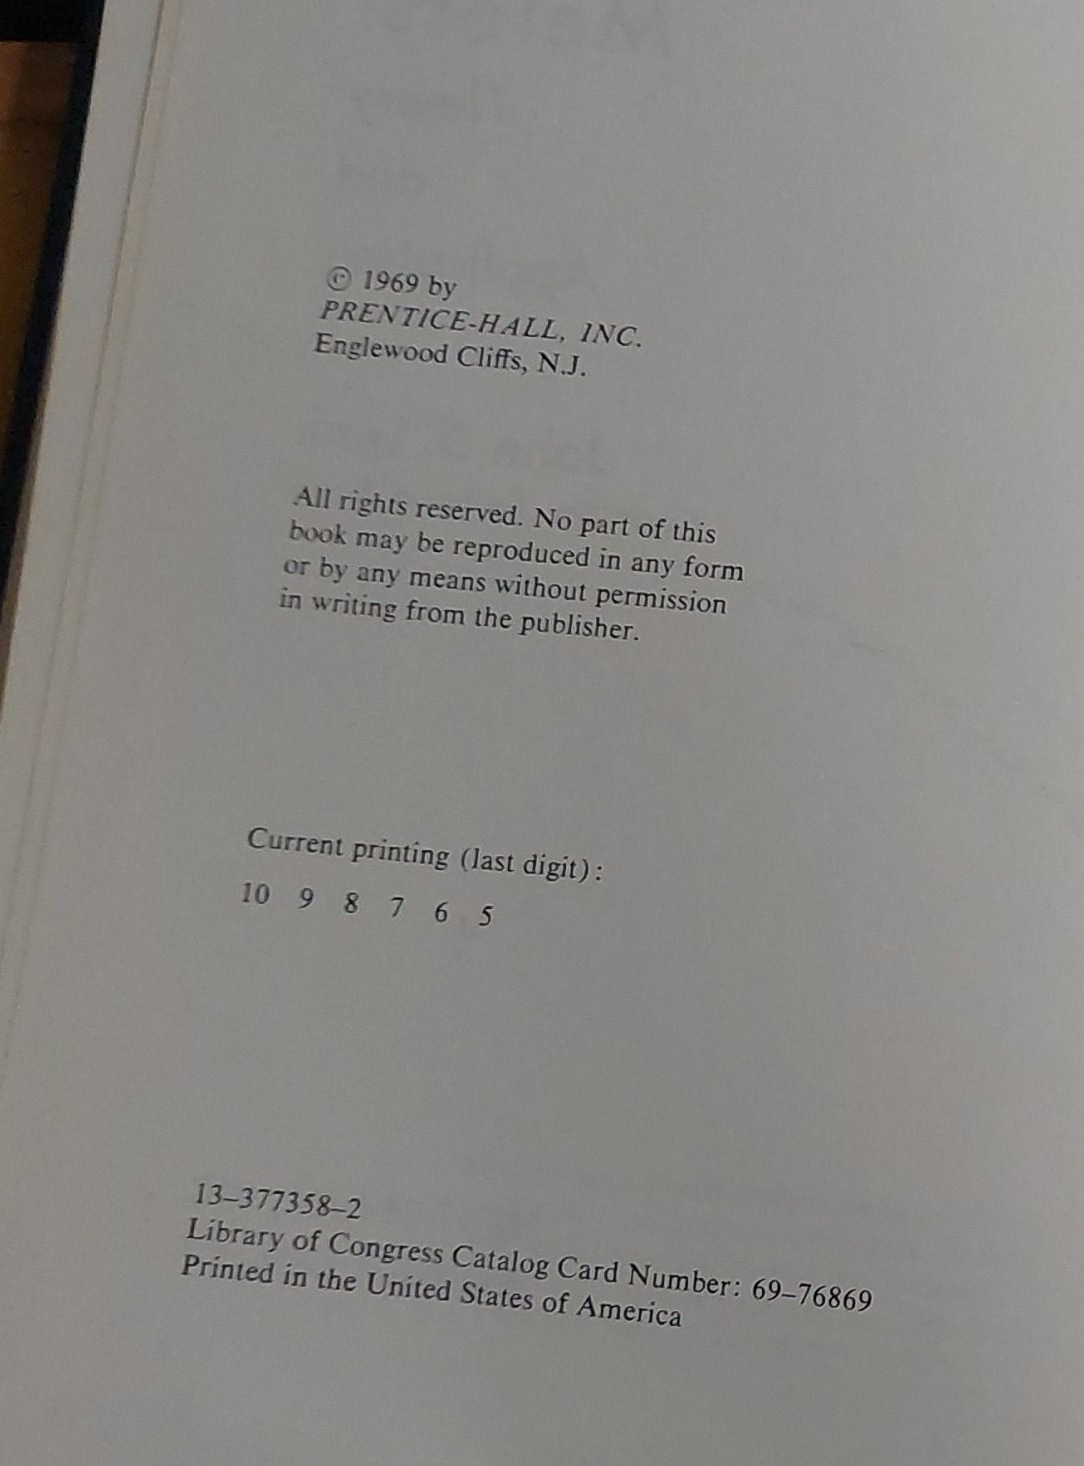 © 1969 by
PRENTICE-HALL, INC.
Englewood Cliffs, N.J.
All rights reserved. No part of this
book may be reproduced in any form
or by any means without permission
in writing from the publisher.
Current printing (last digit):
10 9 8 7 6 5
13–377358–2
Library of Congress Catalog Card Number: 69–76869
Printed in the United States of America